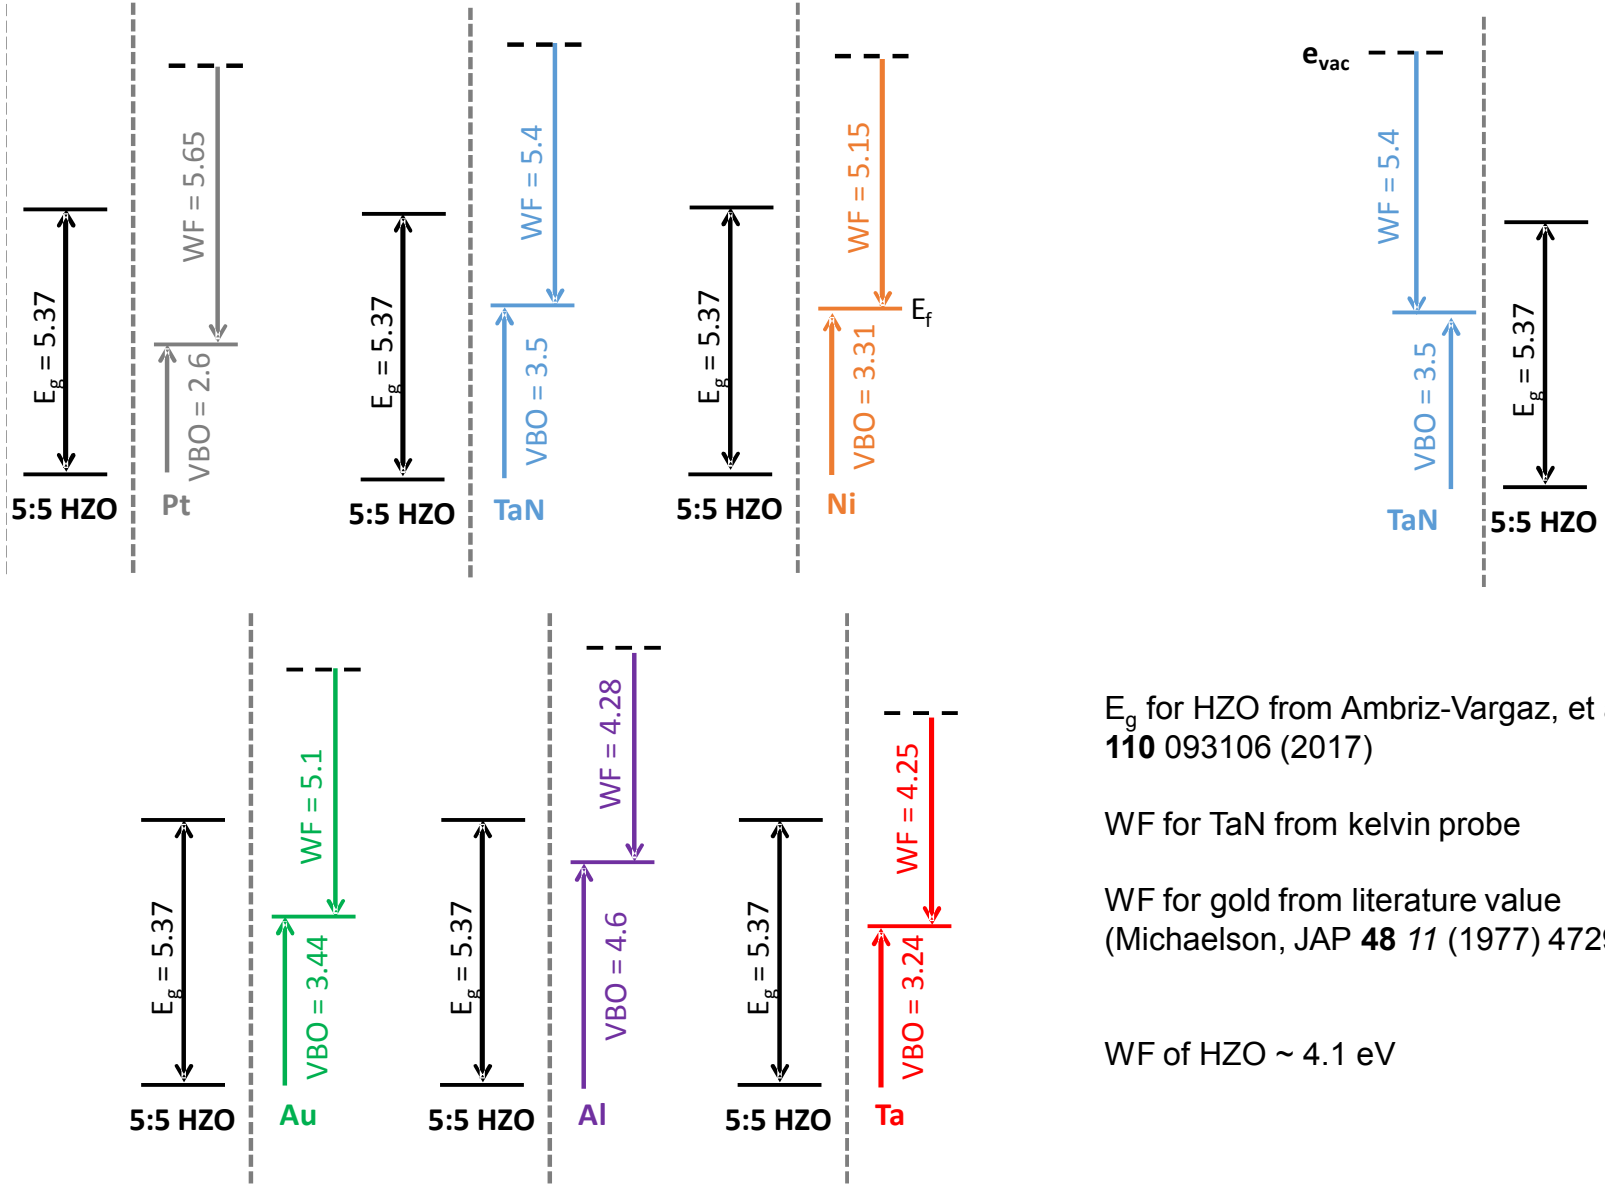 WF = 5.65
E_g = 5.37
VBO = 2.6
5:5 HZO
Pt
WF = 5.4
E_g = 5.37
VBO = 3.5
5:5 HZO
TaN
WF = 5.15
E_f
E_g = 5.37
VBO = 3.31
5:5 HZO
Ni
e_vac
WF = 5.4
VBO = 3.5
E_g = 5.37
TaN
5:5 HZO
WF = 5.1
E_g = 5.37
VBO = 3.44
5:5 HZO
Au
WF = 4.28
E_g = 5.37
VBO = 4.6
5:5 HZO
Al
WF = 4.25
E_g = 5.37
VBO = 3.24
5:5 HZO
Ta
E_g for HZO from Ambriz-Vargaz, et
110 093106 (2017)
WF for TaN from kelvin probe
WF for gold from literature value
(Michaelson, JAP 48 11 (1977) 4729
WF of HZO ~ 4.1 eV